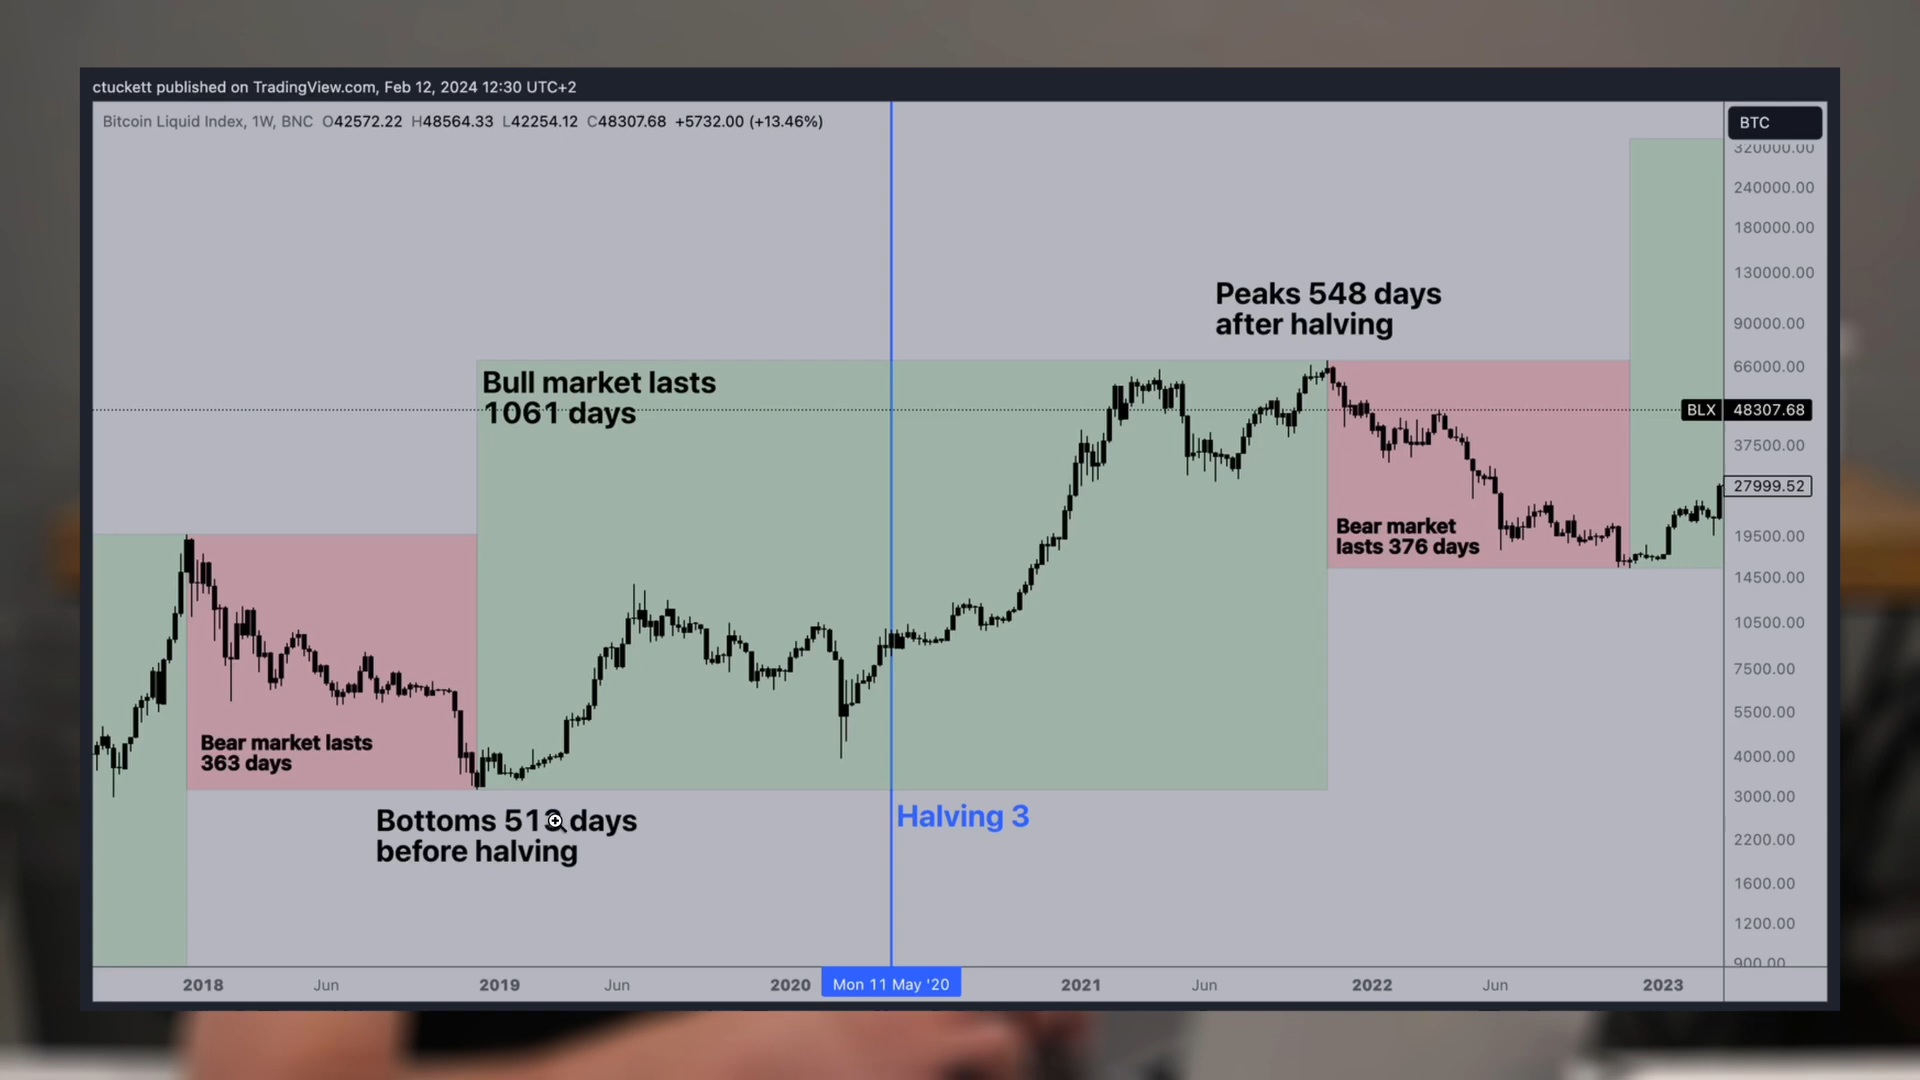 ctuckett published on TradingView.com, Feb 12, 2024 12:30 UTC+2
Bitcoin Liquid Index, 1W, BNC O42572.22 H48564.33 L42254.12 C48307.68 +5732.00 (+13.46%)
BTC
320000.00
240000.00
180000.00
130000.00
90000.00
66000.00
BLX 48307.68
37500.00
27999.52
19500.00
14500.00
10500.00
7500.00
5500.00
4000.00
3000.00
2200.00
1600.00
1200.00
900.00
Peaks 548 days
after halving
Bull market lasts
1061 days
Bear market
lasts 376 days
Bear market lasts
363 days
Bottoms days
before halving
Halving 3
2018 Jun 2019 Jun 2020 Mon 11 May '20 2021 Jun 2022 Jun 2023